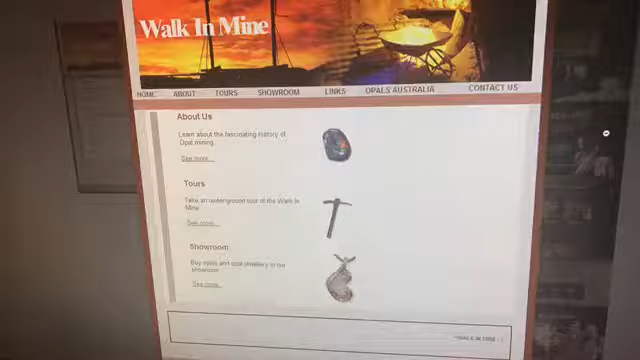 Walk In Mine
HOME ABOUT TOURS SHOWROOM LINKS OPALS AUSTRALIA CONTACT US
About Us
Learn about the fascinating history of
Opal mining.
See more...
Tours
Take an underground tour of the Walk In
Mine
See more...
Showroom
Buy opals and opal jewellery in our
showroom
See more...